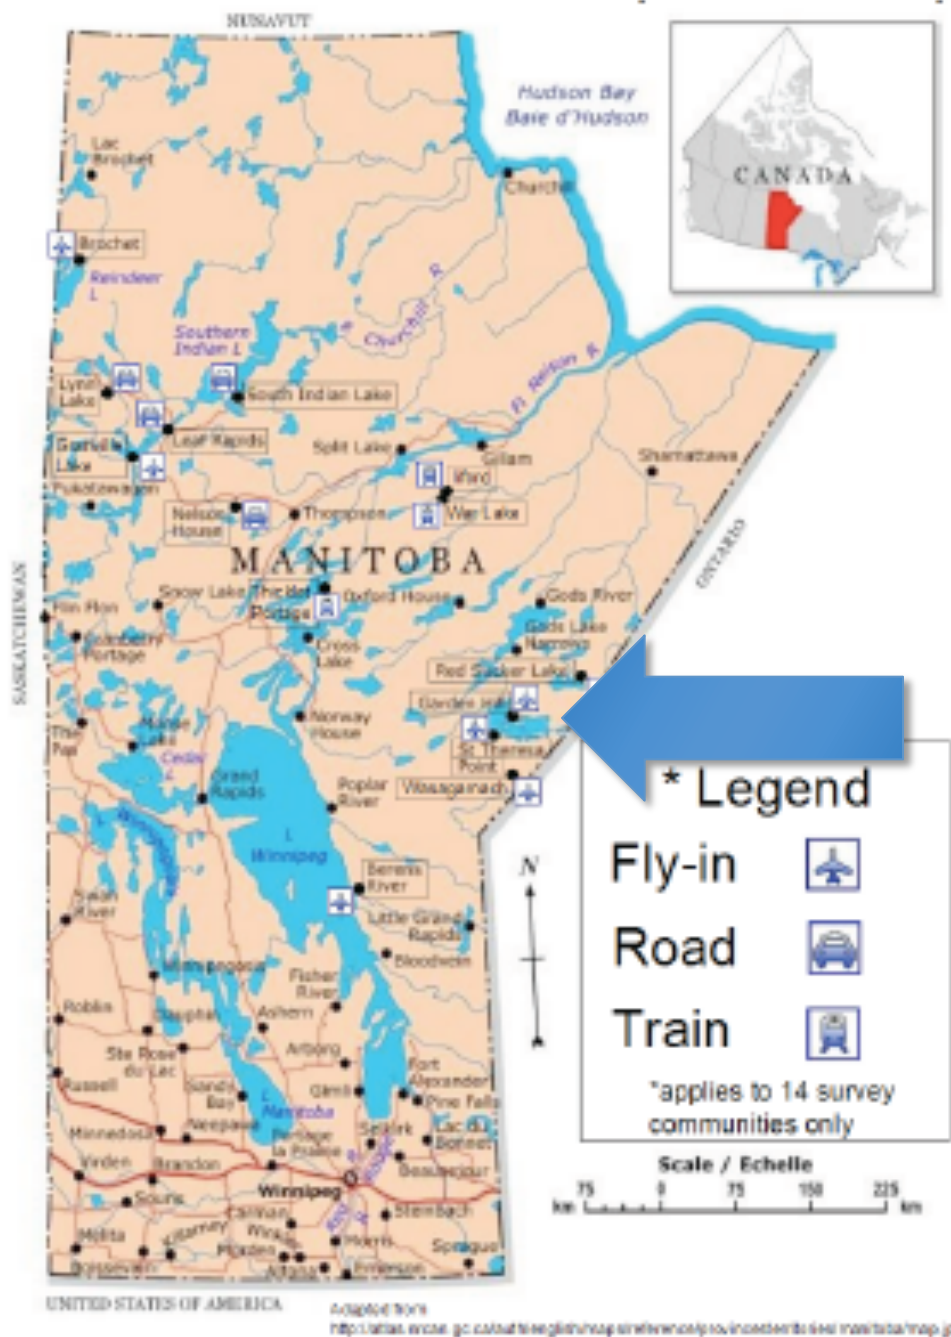 NUNAVUT
Hudson Bay
Baie d'Hudson
CANADA
Lac
Brochet
Churchill
Brochet
Reindeer
L
Southern
Indian L
R Churchill R
Fl Nelson R
Lynn
Lake
South Indian Lake
Leaf Rapids
Granville
Lake
Split Lake
Gillam
Shamattawa
Pukatawagan
Ilford
Nelson
House
Thompson
War Lake
MANITOBA
ONTARIO
SASKATCHEWAN
Snow Lake
Thicket
Portage
Oxford House
Gods River
Flin Flon
Cranberry
Portage
Cross
Lake
Gods Lake
Narrows
Red Sucker Lake
Garden Hill
The
Pas
Moose
Lake
Norway
House
St Theresa
Point
Cedar
L
Grand
Rapids
Poplar
River
Wasagamach
* Legend
Fly-in
Road
Train
*applies to 14 survey
communities only
L
Winnipeg
L Winnipegosis
N
Berens
River
Swan
River
Little Grand
Rapids
Bloodvein
Winnipegosis
Fisher
River
Roblin
Dauphin
Ashern
Ste Rose
du Lac
Arborg
Russell
Sandy
Bay
Gimli
Fort
Alexander
Pine Falls
L
Manitoba
Minnedosa
Neepawa
Portage
la Prairie
Selkirk
Lac du
Bonnet
Virden
Brandon
Beausejour
Winnipeg
Souris
Carman
Steinbach
Red R
Melita
Killarney
Winkler
Morden
Morris
Sprague
Boissevain
Altona
Emerson
Scale / Echelle
75 0 75 150 225
km km
UNITED STATES OF AMERICA
Adapted from